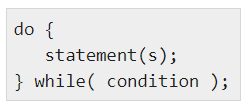 do {
   statement(s);
} while( condition );